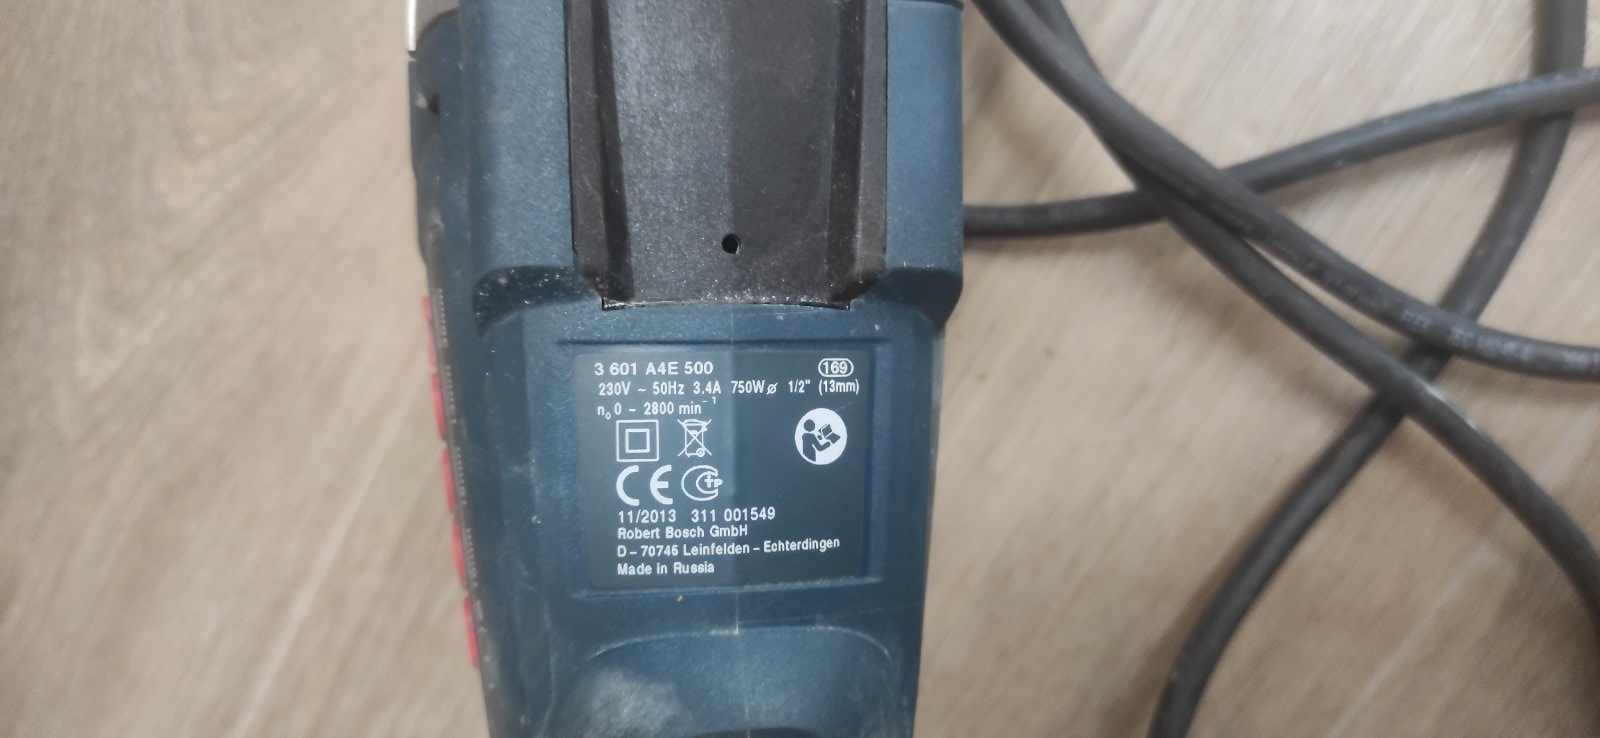 3 601 A4E 500 169
230V ~ 50Hz 3.4A 750W ⌀ 1/2" (13mm)
n₀ 0 – 2800 min⁻¹
CE
11/2013 311 001549
Robert Bosch GmbH
D – 70745 Leinfelden – Echterdingen
Made in Russia